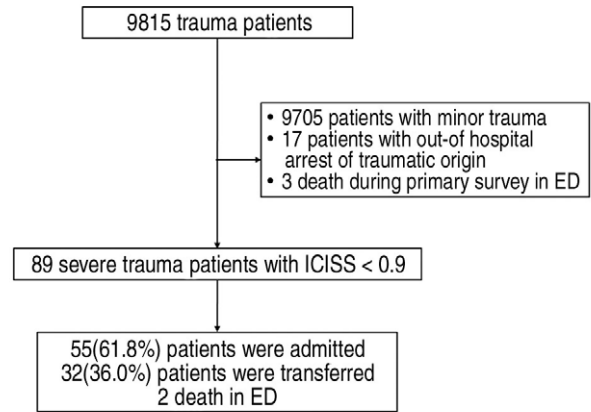 9815 trauma patients
• 9705 patients with minor trauma
• 17 patients with out-of hospital
arrest of traumatic origin
• 3 death during primary survey in ED
89 severe trauma patients with ICISS < 0.9
55(61.8%) patients were admitted
32(36.0%) patients were transferred
2 death in ED